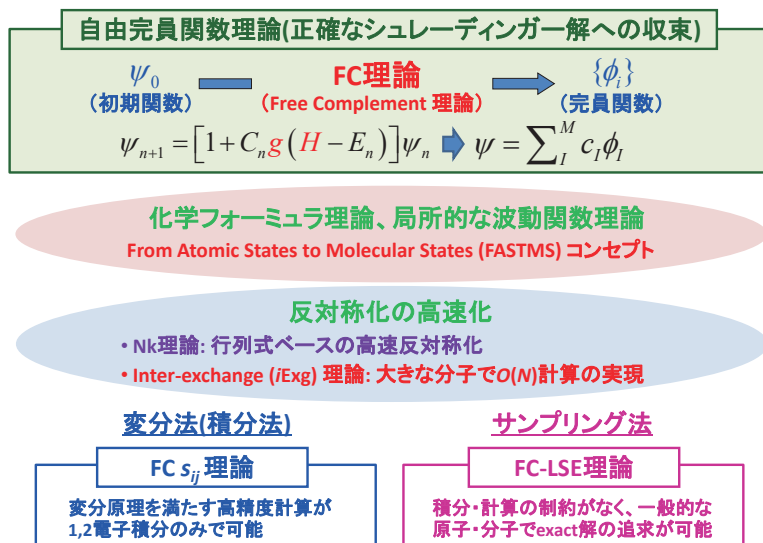 自由完員関数理論(正確なシュレーディンガー解への収束)
ψ₀ FC理論 {ϕᵢ}
(初期関数) (Free Complement 理論) (完員関数)
ψₙ₊₁ = [1 + Cₙg(H − Eₙ)]ψₙ ⇒ ψ = ∑ᴹ_I c_I ϕ_I
化学フォーミュラ理論、局所的な波動関数理論
From Atomic States to Molecular States (FASTMS) コンセプト
反対称化の高速化
• Nk理論: 行列式ベースの高速反対称化
• Inter-exchange (iExg) 理論: 大きな分子でO(N)計算の実現
変分法(積分法)
FC sᵢⱼ 理論
変分原理を満たす高精度計算が
1,2電子積分のみで可能
サンプリング法
FC-LSE理論
積分・計算の制約がなく、一般的な
原子・分子でexact解の追求が可能